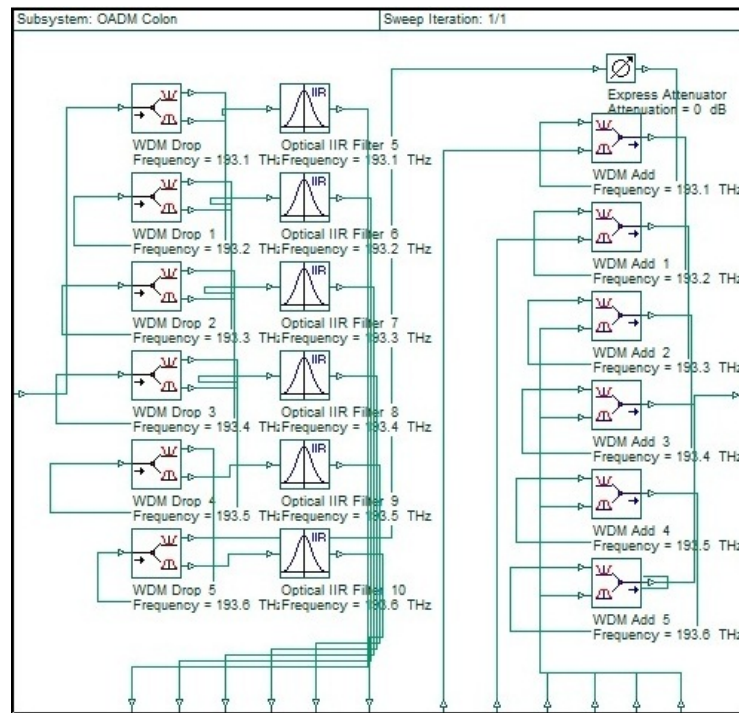 Subsystem: OADM Colon
Sweep Iteration: 1/1
Express Attenuator
Attenuation = 0 dB
IIR
WDM Drop
Frequency = 193.1 THz
Optical IIR Filter 5
Frequency = 193.1 THz
WDM Add
Frequency = 193.1 THz
IIR
WDM Drop 1
Frequency = 193.2 THz
Optical IIR Filter 6
Frequency = 193.2 THz
WDM Add 1
Frequency = 193.2 THz
IIR
WDM Drop 2
Frequency = 193.3 THz
Optical IIR Filter 7
Frequency = 193.3 THz
WDM Add 2
Frequency = 193.3 THz
IIR
WDM Drop 3
Frequency = 193.4 THz
Optical IIR Filter 8
Frequency = 193.4 THz
WDM Add 3
Frequency = 193.4 THz
IIR
WDM Drop 4
Frequency = 193.5 THz
Optical IIR Filter 9
Frequency = 193.5 THz
WDM Add 4
Frequency = 193.5 THz
IIR
WDM Drop 5
Frequency = 193.6 THz
Optical IIR Filter 10
Frequency = 193.6 THz
WDM Add 5
Frequency = 193.6 THz